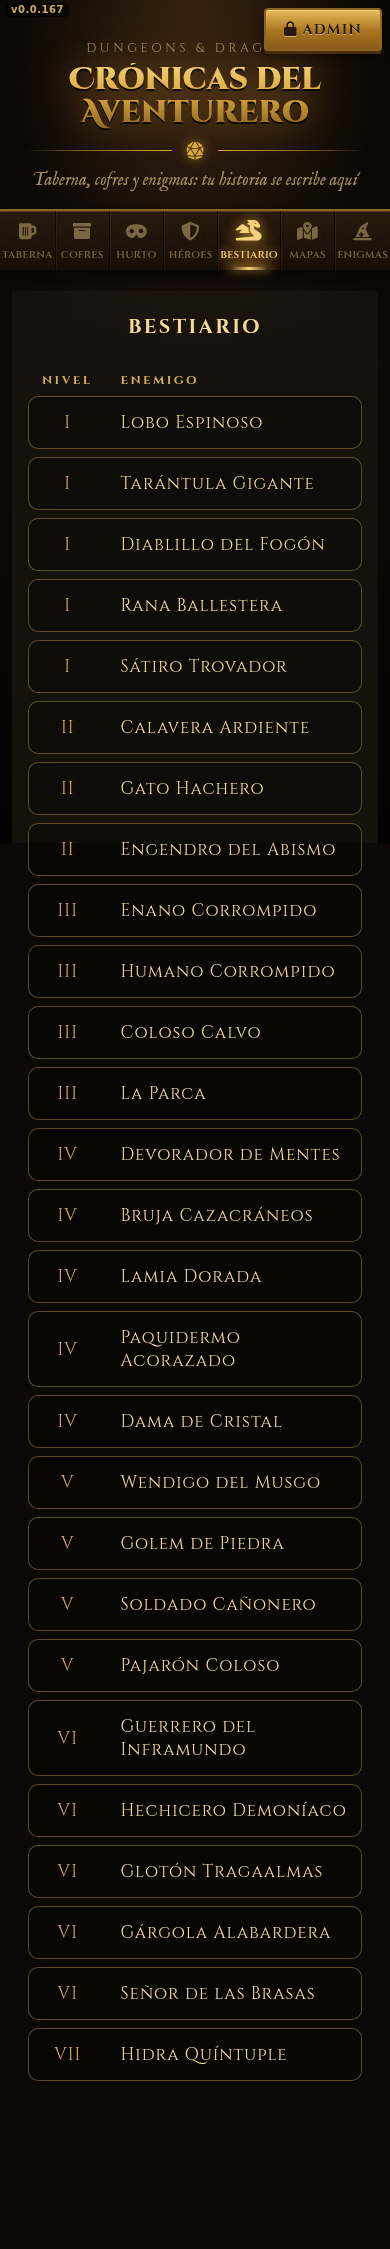 v0.0.167
ADMIN
DUNGEONS & DRAG
CRÓNICAS DEL
AVENTURERO
Taberna, cofres y enigmas: tu historia se escribe aquí
TABERNA COFRES HURTO HÉROES BESTIARIO MAPAS ENIGMAS
BESTIARIO
NIVEL ENEMIGO
I Lobo Espinoso
I Tarántula Gigante
I Diablillo del Fogón
I Rana Ballestera
I Sátiro Trovador
II Calavera Ardiente
II Gato Hachero
II Engendro del Abismo
III Enano Corrompido
III Humano Corrompido
III Coloso Calvo
III La Parca
IV Devorador de Mentes
IV Bruja Cazacráneos
IV Lamia Dorada
IV Paquidermo
Acorazado
IV Dama de Cristal
V Wendigo del Musgo
V Golem de Piedra
V Soldado Cañonero
V Pajarón Coloso
VI Guerrero del
Inframundo
VI Hechicero Demoníaco
VI Glotón Tragaalmas
VI Gárgola Alabardera
VI Señor de las Brasas
VII Hidra Quíntuple